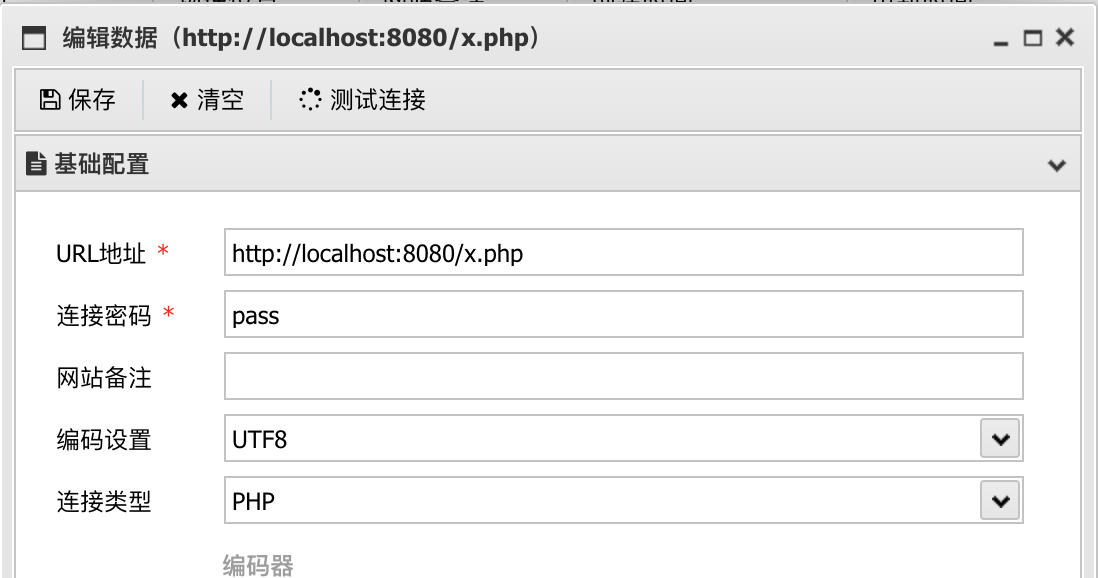 编辑数据（http://localhost:8080/x.php）
保存 清空 测试连接
基础配置
URL地址 * http://localhost:8080/x.php
连接密码 * pass
网站备注
编码设置 UTF8
连接类型 PHP
编码器